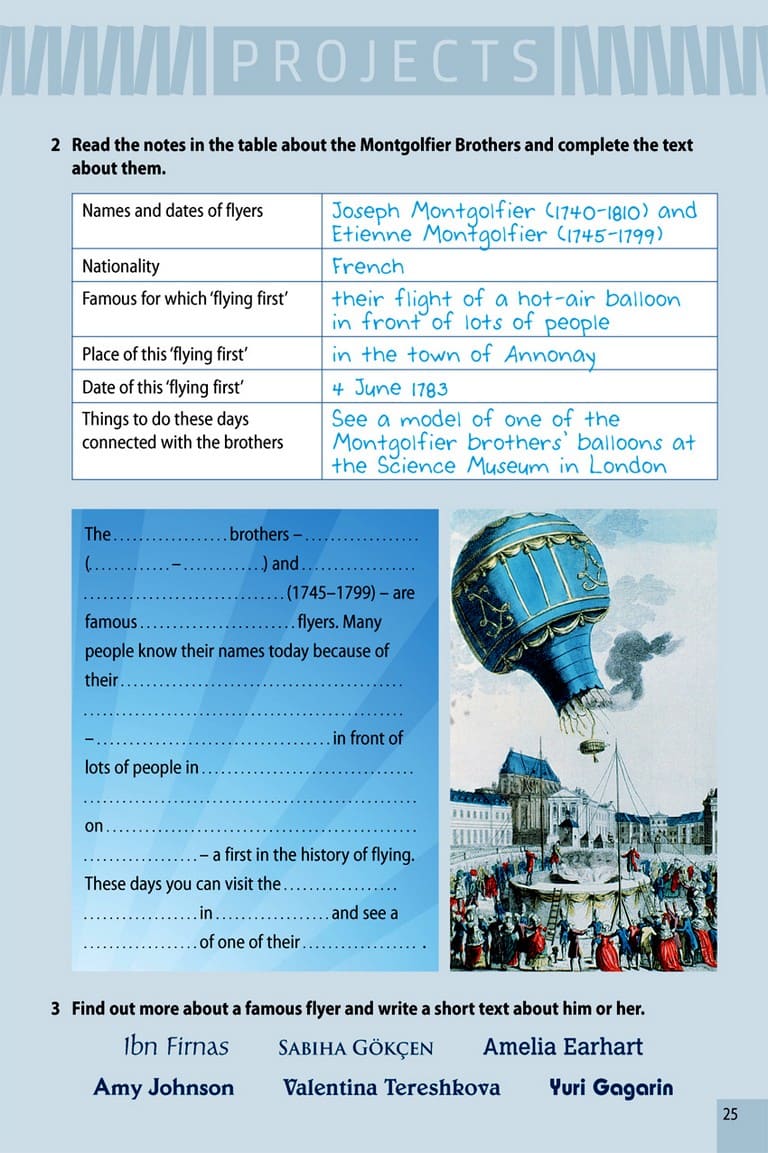 PROJECTS
2 Read the notes in the table about the Montgolfier Brothers and complete the text
about them.
Names and dates of flyers
Joseph Montgolfier (1740-1810) and
Etienne Montgolfier (1745-1799)
Nationality
French
Famous for which ‘flying first’
their flight of a hot-air balloon
in front of lots of people
Place of this ‘flying first’
in the town of Annonay
Date of this ‘flying first’
4 June 1783
Things to do these days
connected with the brothers
See a model of one of the
Montgolfier brothers' balloons at
the Science Museum in London
The .................. brothers – ..................
(............. – .............) and ..................
................................ (1745–1799) – are
famous ........................ flyers. Many
people know their names today because of
their ............................................
..................................................
– ..................................... in front of
lots of people in .................................
....................................................
on .................................................
.................. – a first in the history of flying.
These days you can visit the ..................
.................. in .................. and see a
.................. of one of their .................. .
3 Find out more about a famous flyer and write a short text about him or her.
Ibn Firnas SABIHA GÖKÇEN Amelia Earhart
Amy Johnson Valentina Tereshkova Yuri Gagarin
25